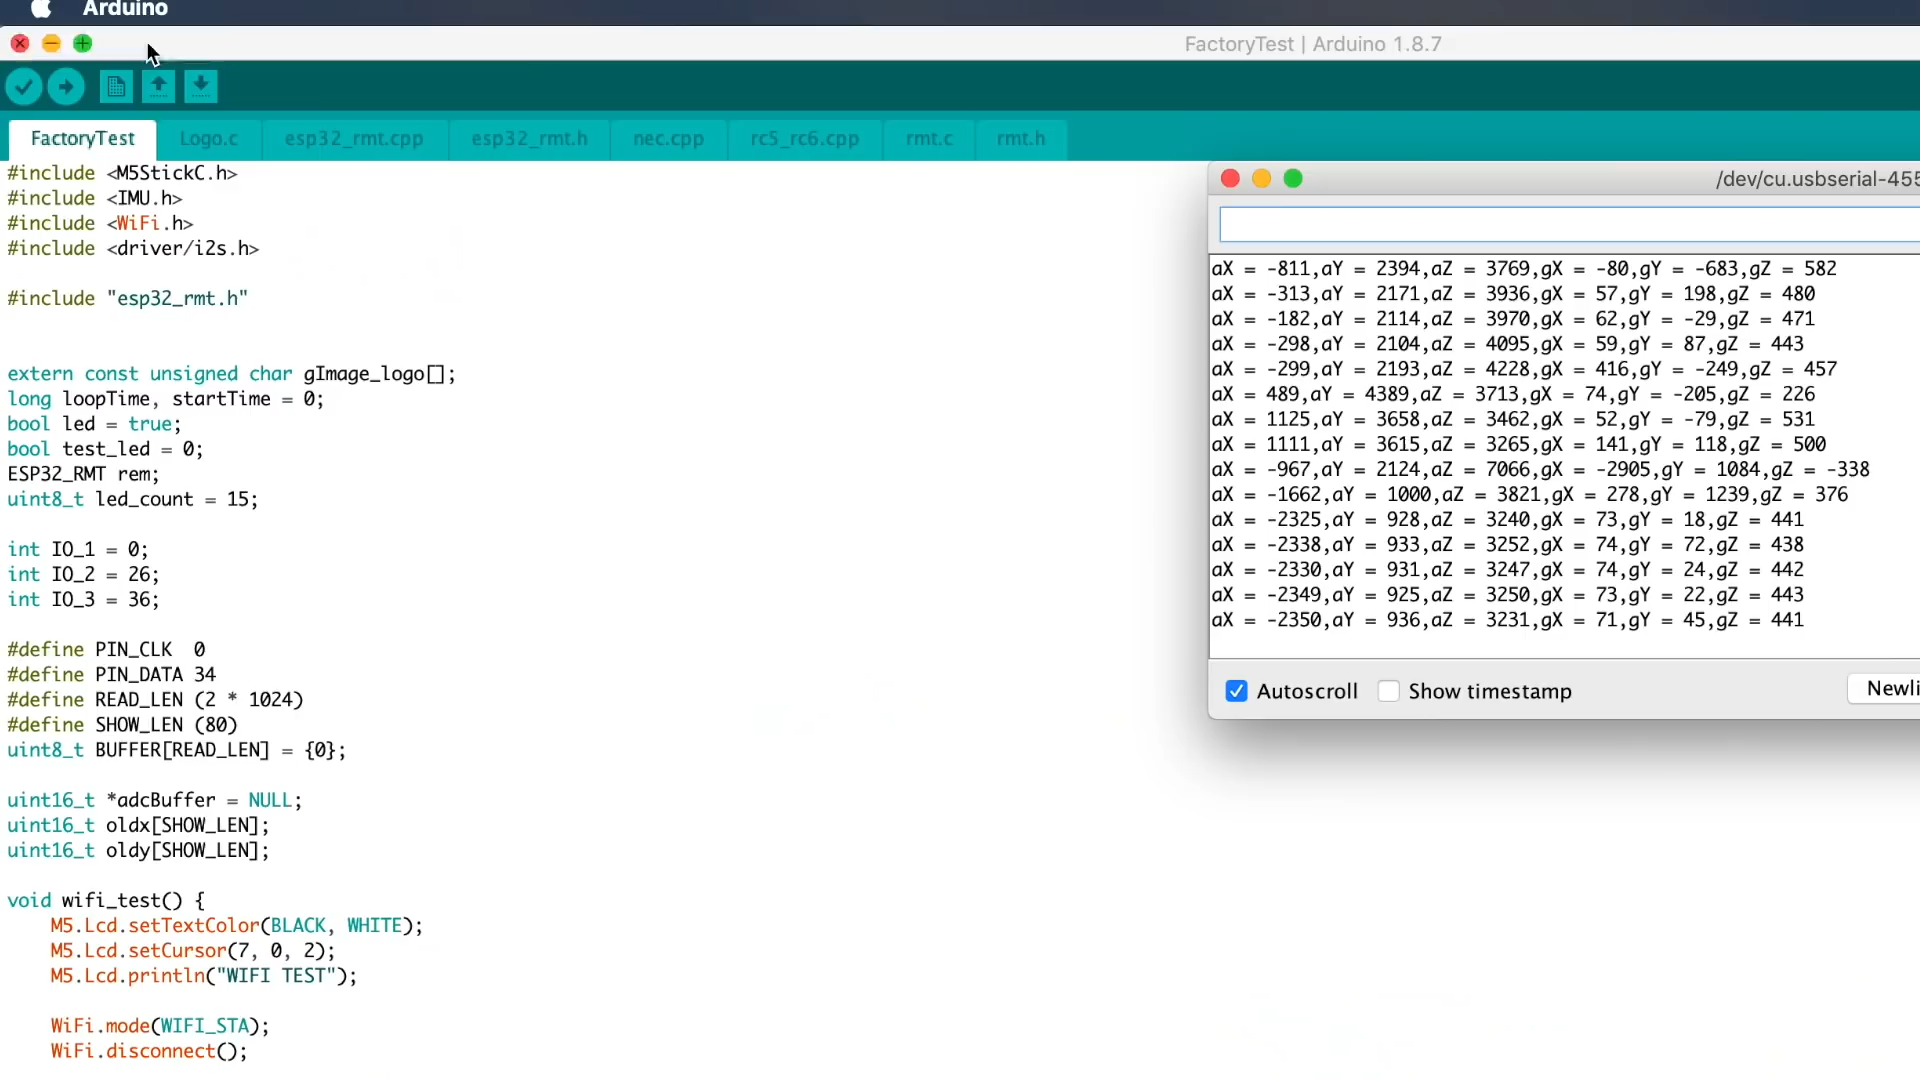 Arduino
FactoryTest | Arduino 1.8.7
FactoryTest Logo.c esp32_rmt.cpp esp32_rmt.h nec.cpp rc5_rc6.cpp rmt.c rmt.h
#include <M5StickC.h>
#include <IMU.h>
#include <WiFi.h>
#include <driver/i2s.h>
#include "esp32_rmt.h"
extern const unsigned char gImage_logo[];
long loopTime, startTime = 0;
bool led = true;
bool test_led = 0;
ESP32_RMT rem;
uint8_t led_count = 15;
int IO_1 = 0;
int IO_2 = 26;
int IO_3 = 36;
#define PIN_CLK  0
#define PIN_DATA 34
#define READ_LEN (2 * 1024)
#define SHOW_LEN (80)
uint8_t BUFFER[READ_LEN] = {0};
uint16_t *adcBuffer = NULL;
uint16_t oldx[SHOW_LEN];
uint16_t oldy[SHOW_LEN];
void wifi_test() {
    M5.Lcd.setTextColor(BLACK, WHITE);
    M5.Lcd.setCursor(7, 0, 2);
    M5.Lcd.println("WIFI TEST");
    WiFi.mode(WIFI_STA);
    WiFi.disconnect();
/dev/cu.usbserial-455
aX = -811,aY = 2394,aZ = 3769,gX = -80,gY = -683,gZ = 582
aX = -313,aY = 2171,aZ = 3936,gX = 57,gY = 198,gZ = 480
aX = -182,aY = 2114,aZ = 3970,gX = 62,gY = -29,gZ = 471
aX = -298,aY = 2104,aZ = 4095,gX = 59,gY = 87,gZ = 443
aX = -299,aY = 2193,aZ = 4228,gX = 416,gY = -249,gZ = 457
aX = 489,aY = 4389,aZ = 3713,gX = 74,gY = -205,gZ = 226
aX = 1125,aY = 3658,aZ = 3462,gX = 52,gY = -79,gZ = 531
aX = 1111,aY = 3615,aZ = 3265,gX = 141,gY = 118,gZ = 500
aX = -967,aY = 2124,aZ = 7066,gX = -2905,gY = 1084,gZ = -338
aX = -1662,aY = 1000,aZ = 3821,gX = 278,gY = 1239,gZ = 376
aX = -2325,aY = 928,aZ = 3240,gX = 73,gY = 18,gZ = 441
aX = -2338,aY = 933,aZ = 3252,gX = 74,gY = 72,gZ = 438
aX = -2330,aY = 931,aZ = 3247,gX = 74,gY = 24,gZ = 442
aX = -2349,aY = 925,aZ = 3250,gX = 73,gY = 22,gZ = 443
aX = -2350,aY = 936,aZ = 3231,gX = 71,gY = 45,gZ = 441
Autoscroll Show timestamp Newli